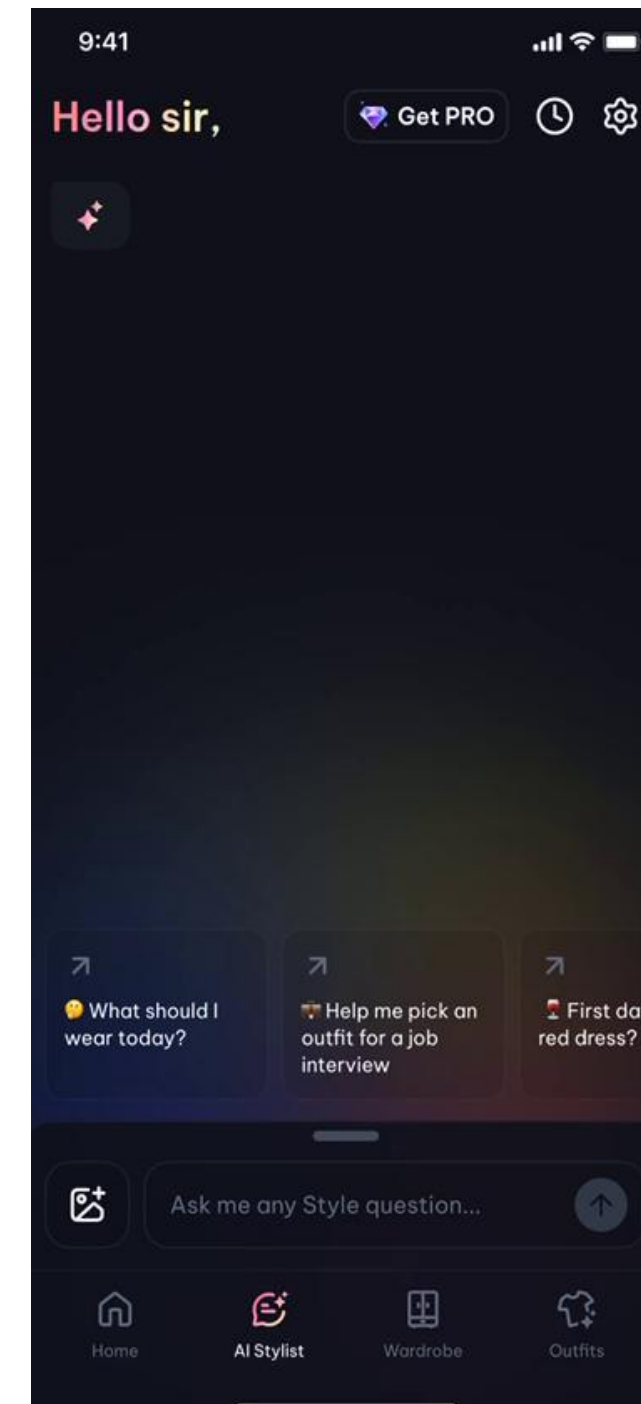 9:41
Hello sir,
Get PRO
What should I
wear today?
Help me pick an
outfit for a job
interview
First da
red dress?
Ask me any Style question...
Home
AI Stylist
Wardrobe
Outfits